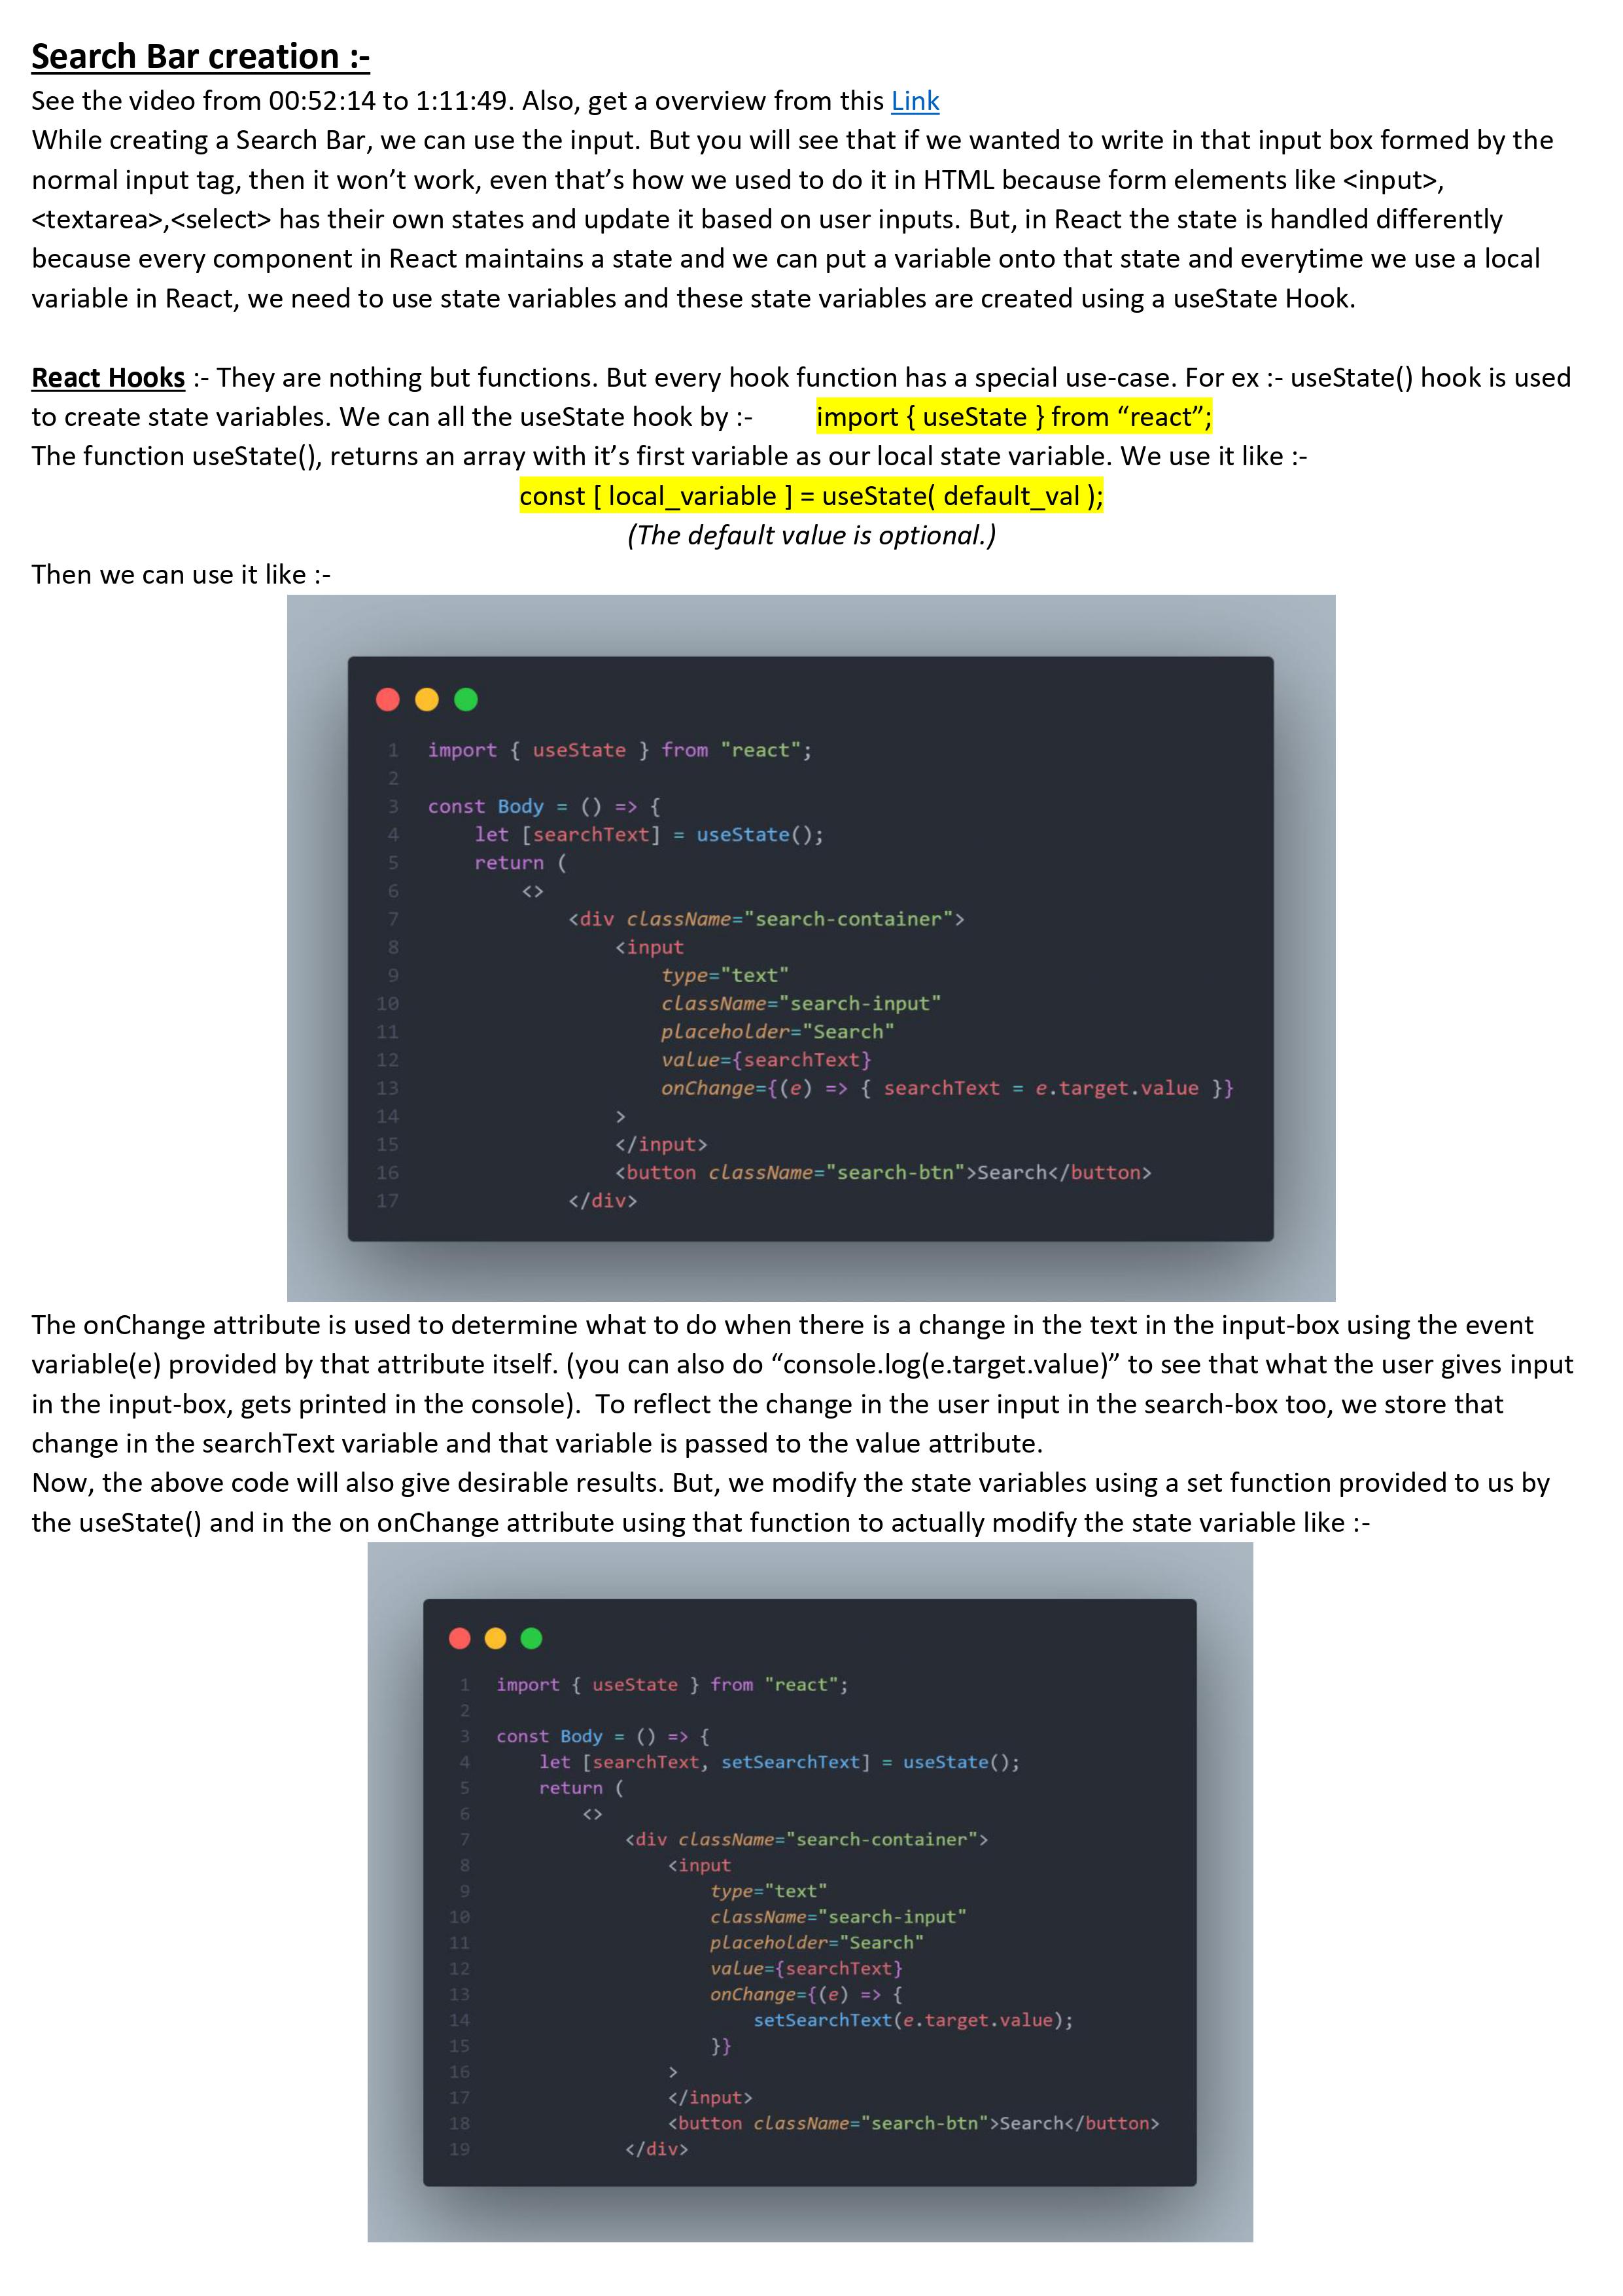 Search Bar creation :-
See the video from 00:52:14 to 1:11:49. Also, get a overview from this Link
While creating a Search Bar, we can use the input. But you will see that if we wanted to write in that input box formed by the
normal input tag, then it won’t work, even that’s how we used to do it in HTML because form elements like <input>,
<textarea>,<select> has their own states and update it based on user inputs. But, in React the state is handled differently
because every component in React maintains a state and we can put a variable onto that state and everytime we use a local
variable in React, we need to use state variables and these state variables are created using a useState Hook.
React Hooks :- They are nothing but functions. But every hook function has a special use-case. For ex :- useState() hook is used
to create state variables. We can all the useState hook by :- import { useState } from “react”;
The function useState(), returns an array with it’s first variable as our local state variable. We use it like :-
const [ local_variable ] = useState( default_val );
(The default value is optional.)
Then we can use it like :-
1 import { useState } from "react";
2
3 const Body = () => {
4 let [searchText] = useState();
5 return (
6 <>
7 <div className="search-container">
8 <input
9 type="text"
10 className="search-input"
11 placeholder="Search"
12 value={searchText}
13 onChange={(e) => { searchText = e.target.value }}
14 >
15 </input>
16 <button className="search-btn">Search</button>
17 </div>
The onChange attribute is used to determine what to do when there is a change in the text in the input-box using the event
variable(e) provided by that attribute itself. (you can also do “console.log(e.target.value)” to see that what the user gives input
in the input-box, gets printed in the console).  To reflect the change in the user input in the search-box too, we store that
change in the searchText variable and that variable is passed to the value attribute.
Now, the above code will also give desirable results. But, we modify the state variables using a set function provided to us by
the useState() and in the on onChange attribute using that function to actually modify the state variable like :-
1 import { useState } from "react";
2
3 const Body = () => {
4 let [searchText, setSearchText] = useState();
5 return (
6 <>
7 <div className="search-container">
8 <input
9 type="text"
10 className="search-input"
11 placeholder="Search"
12 value={searchText}
13 onChange={(e) => {
14 setSearchText(e.target.value);
15 }}
16 >
17 </input>
18 <button className="search-btn">Search</button>
19 </div>